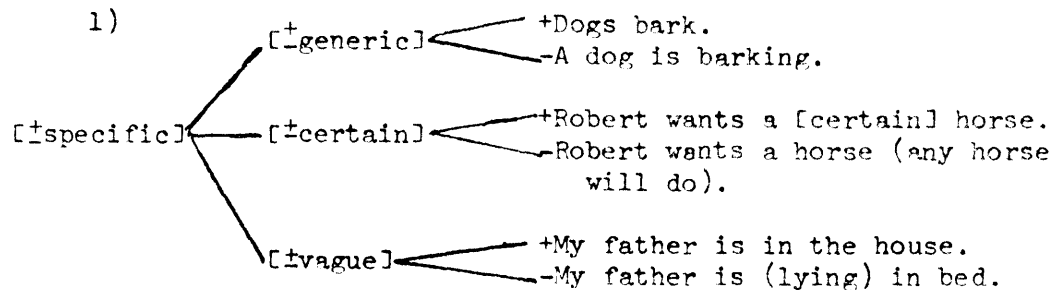 1)
[±generic]
+Dogs bark.
-A dog is barking.
[±specific]
[±certain]
+Robert wants a [certain] horse.
-Robert wants a horse (any horse
will do).
[±vague]
+My father is in the house.
-My father is (lying) in bed.